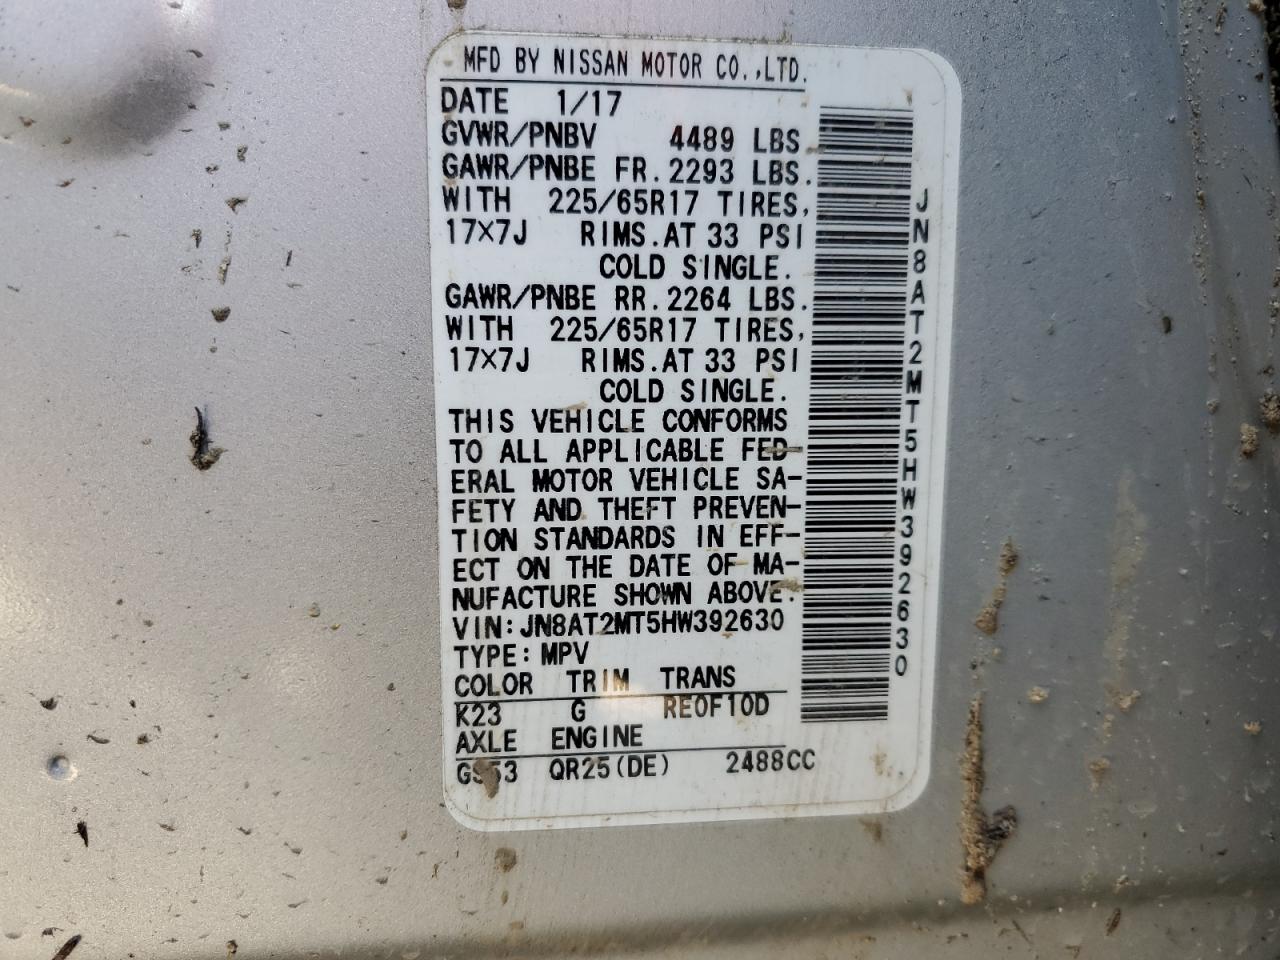 MFD BY NISSAN MOTOR CO.,LTD.
DATE 1/17
GVWR/PNBV 4489 LBS
GAWR/PNBE FR.2293 LBS.
WITH 225/65R17 TIRES,
17X7J RIMS.AT 33 PSI
COLD SINGLE.
GAWR/PNBE RR.2264 LBS.
WITH 225/65R17 TIRES,
17X7J RIMS.AT 33 PSI
COLD SINGLE.
THIS VEHICLE CONFORMS
TO ALL APPLICABLE FED-
ERAL MOTOR VEHICLE SA-
FETY AND THEFT PREVEN-
TION STANDARDS IN EFF-
ECT ON THE DATE OF MA-
NUFACTURE SHOWN ABOVE.
VIN:JN8AT2MT5HW392630
TYPE:MPV
COLOR TRIM TRANS
K23 G RE0F10D
AXLE ENGINE
QR25(DE) 2488CC
JN8AT2MT5HW392630